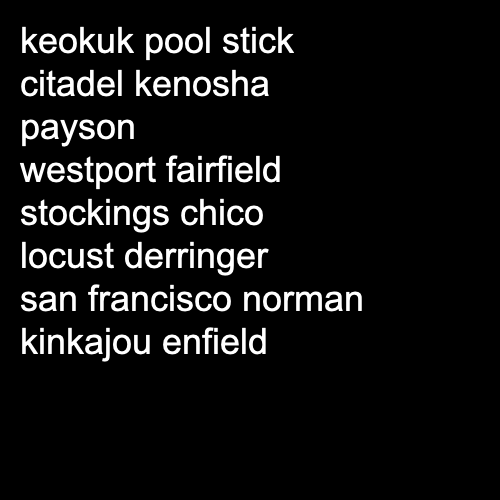 keokuk pool stick
citadel kenosha
payson
westport fairfield
stockings chico
locust derringer
san francisco norman
kinkajou enfield